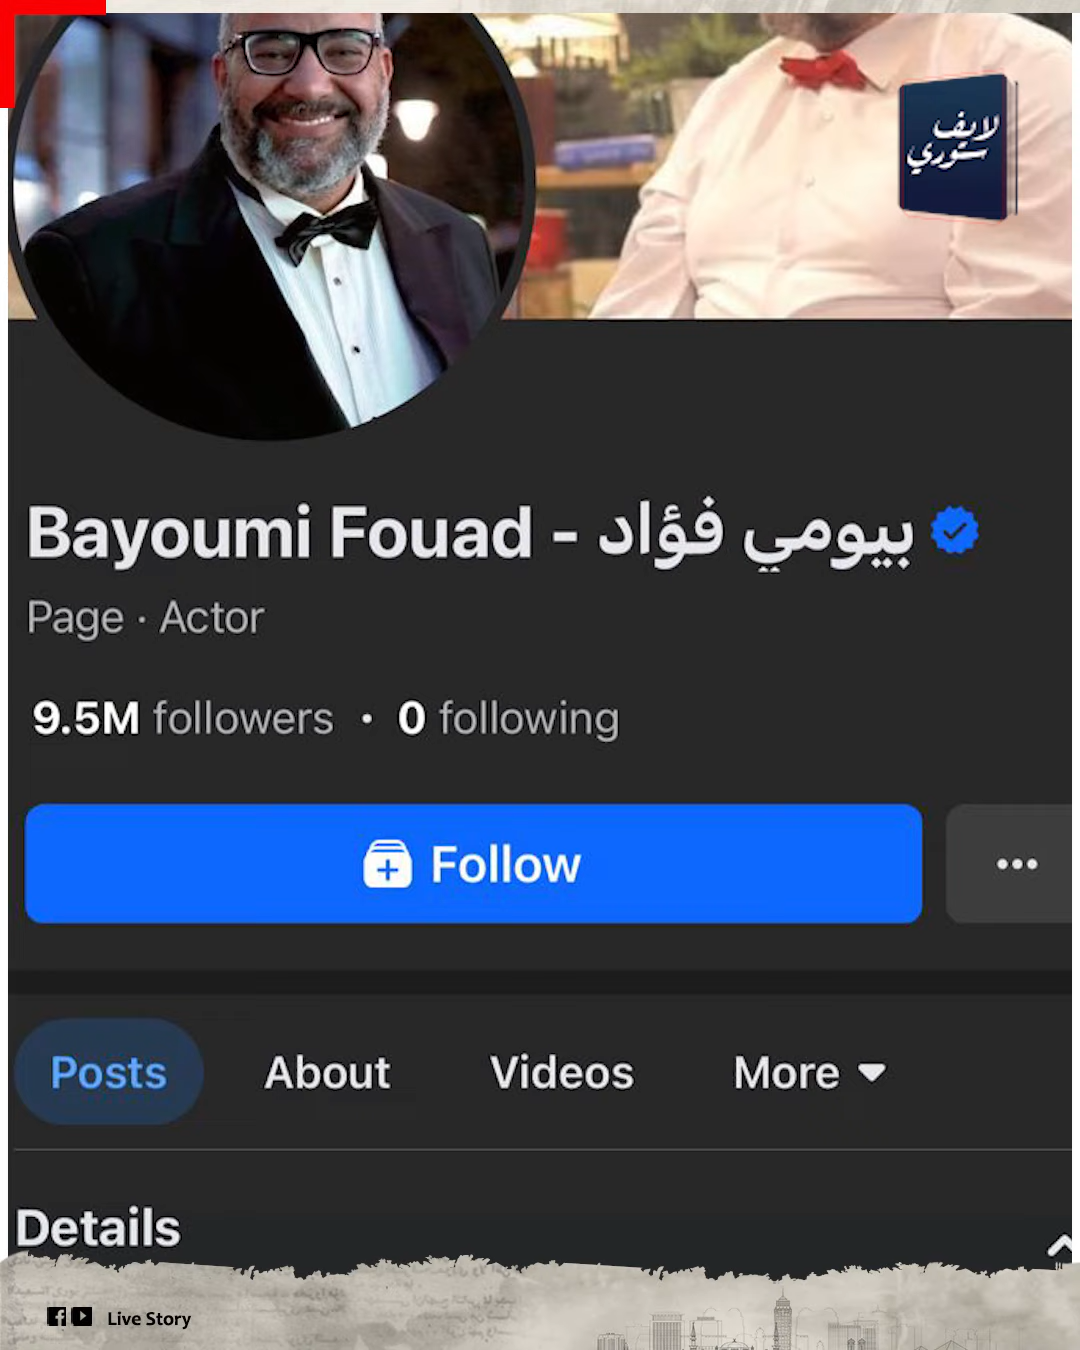 لايف
ستوري
Bayoumi Fouad - بيومي فؤاد
Page · Actor
9.5M followers · 0 following
Follow
Posts
About
Videos
More
Details
Live Story